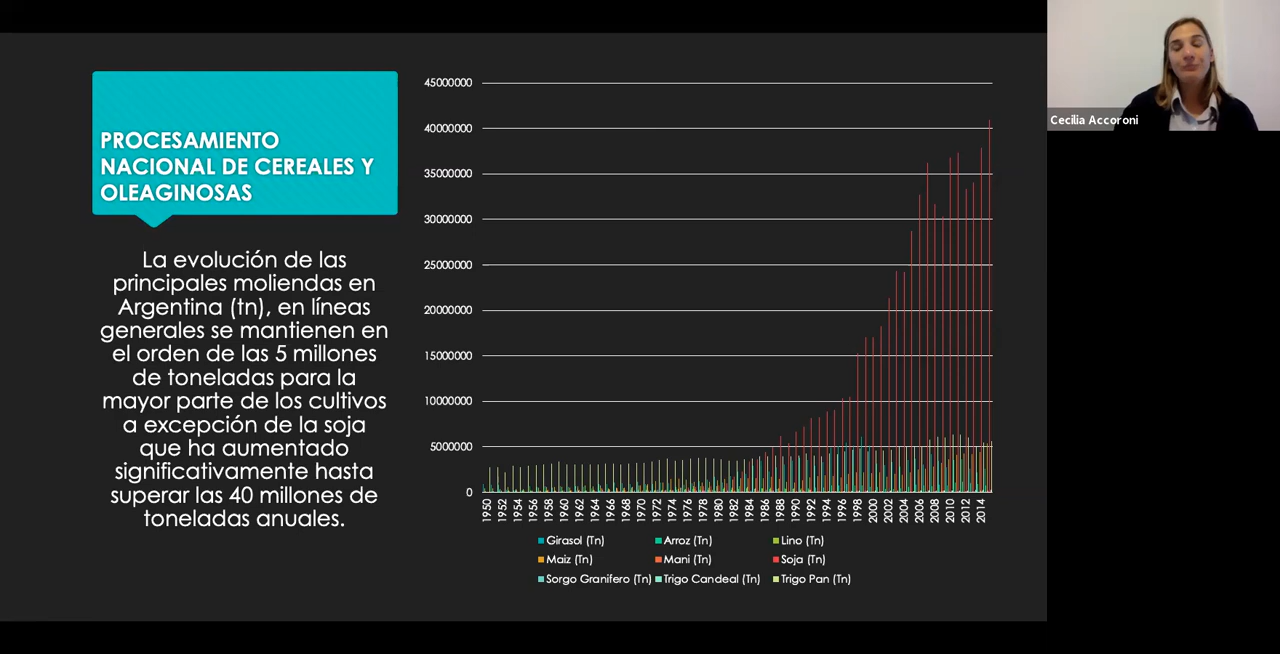 PROCESAMIENTO
NACIONAL DE CEREALES Y
OLEAGINOSAS
La evolución de las
principales moliendas en
Argentina (tn), en líneas
generales se mantienen en
el orden de las 5 millones
de toneladas para la
mayor parte de los cultivos
a excepción de la soja
que ha aumentado
significativamente hasta
superar las 40 millones de
toneladas anuales.
45000000
40000000
35000000
30000000
25000000
20000000
15000000
10000000
5000000
0
1950 1952 1954 1956 1958 1960 1962 1964 1966 1968 1970 1972 1974 1976 1978 1980 1982 1984 1986 1988 1990 1992 1994 1996 1998 2000 2002 2004 2006 2008 2010 2012 2014
Girasol (Tn) Arroz (Tn) Lino (Tn)
Maiz (Tn) Mani (Tn) Soja (Tn)
Sorgo Granifero (Tn) Trigo Candeal (Tn) Trigo Pan (Tn)
Cecilia Accoroni